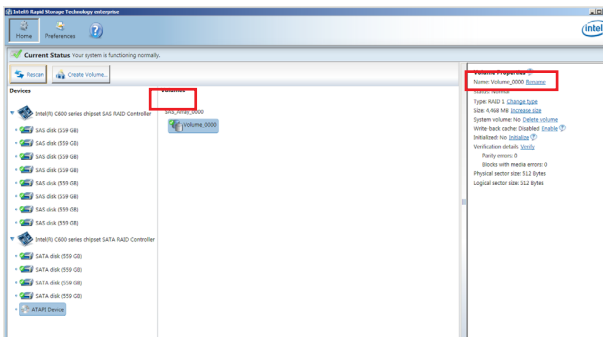 Intel® Rapid Storage Technology enterprise
Home
Preferences
intel
Current Status Your system is functioning normally.
Rescan
Create Volume...
Devices
Intel(R) C600 series chipset SAS RAID Controller
SAS disk (559 GB)
SAS disk (559 GB)
SAS disk (559 GB)
SAS disk (559 GB)
SAS disk (559 GB)
SAS disk (559 GB)
SAS disk (559 GB)
SAS disk (559 GB)
Intel(R) C600 series chipset SATA RAID Controller
SATA disk (559 GB)
SATA disk (559 GB)
SATA disk (559 GB)
SATA disk (559 GB)
ATAPI Device
Volumes
SAS_Array_0000
Volume_0000
Volume Properties
Name: Volume_0000 Rename
Status: Normal
Type: RAID 1 Change type
Size: 4,468 MB Increase size
System volume: No Delete volume
Write-back cache: Disabled Enable
Initialized: No Initialize
Verification details Verify
Parity errors: 0
Blocks with media errors: 0
Physical sector size: 512 Bytes
Logical sector size: 512 Bytes